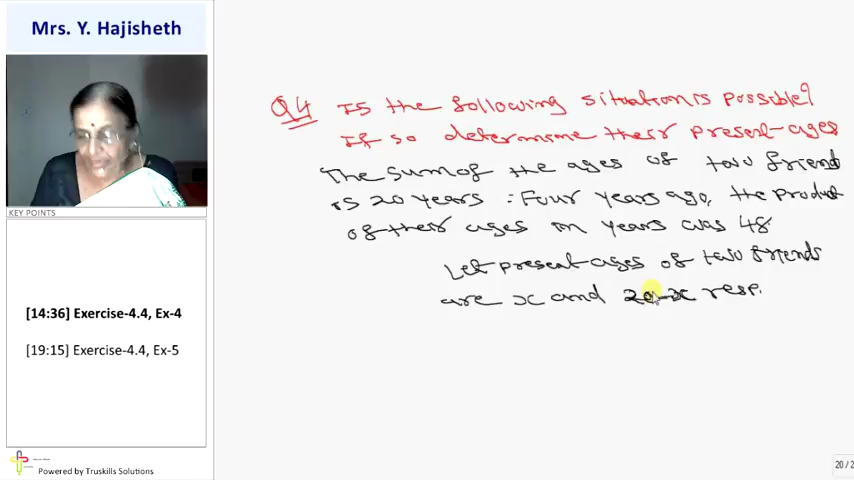 Mrs. Y. Hajisheth
KEY POINTS
[14:36] Exercise-4.4, Ex-4
[19:15] Exercise-4.4, Ex-5
Powered by Truskills Solutions
Q4 Is the following situation is possible?
If so determine their present ages
The sum of the ages of two friend
is 20 years : Four years ago, the product
of their ages in years was 48
Let present ages of two friends
are x and 20-x resp.
20 / 2